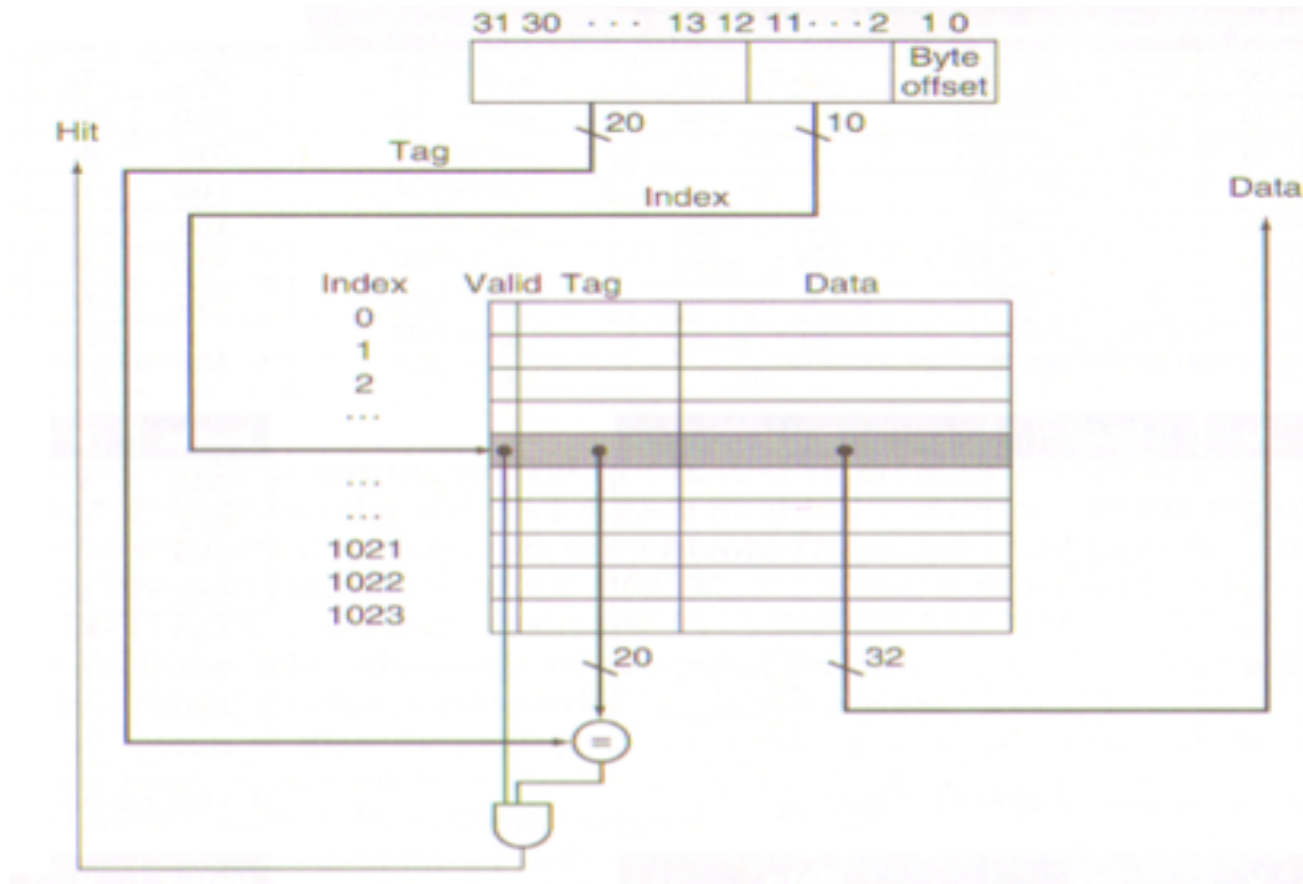 31 30 · · · · 13 12 11 · · · 2 1 0
Byte
offset
20
10
Hit
Tag
Index
Data
Index Valid Tag Data
0
1
2
...
...
...
1021
1022
1023
20
32
=